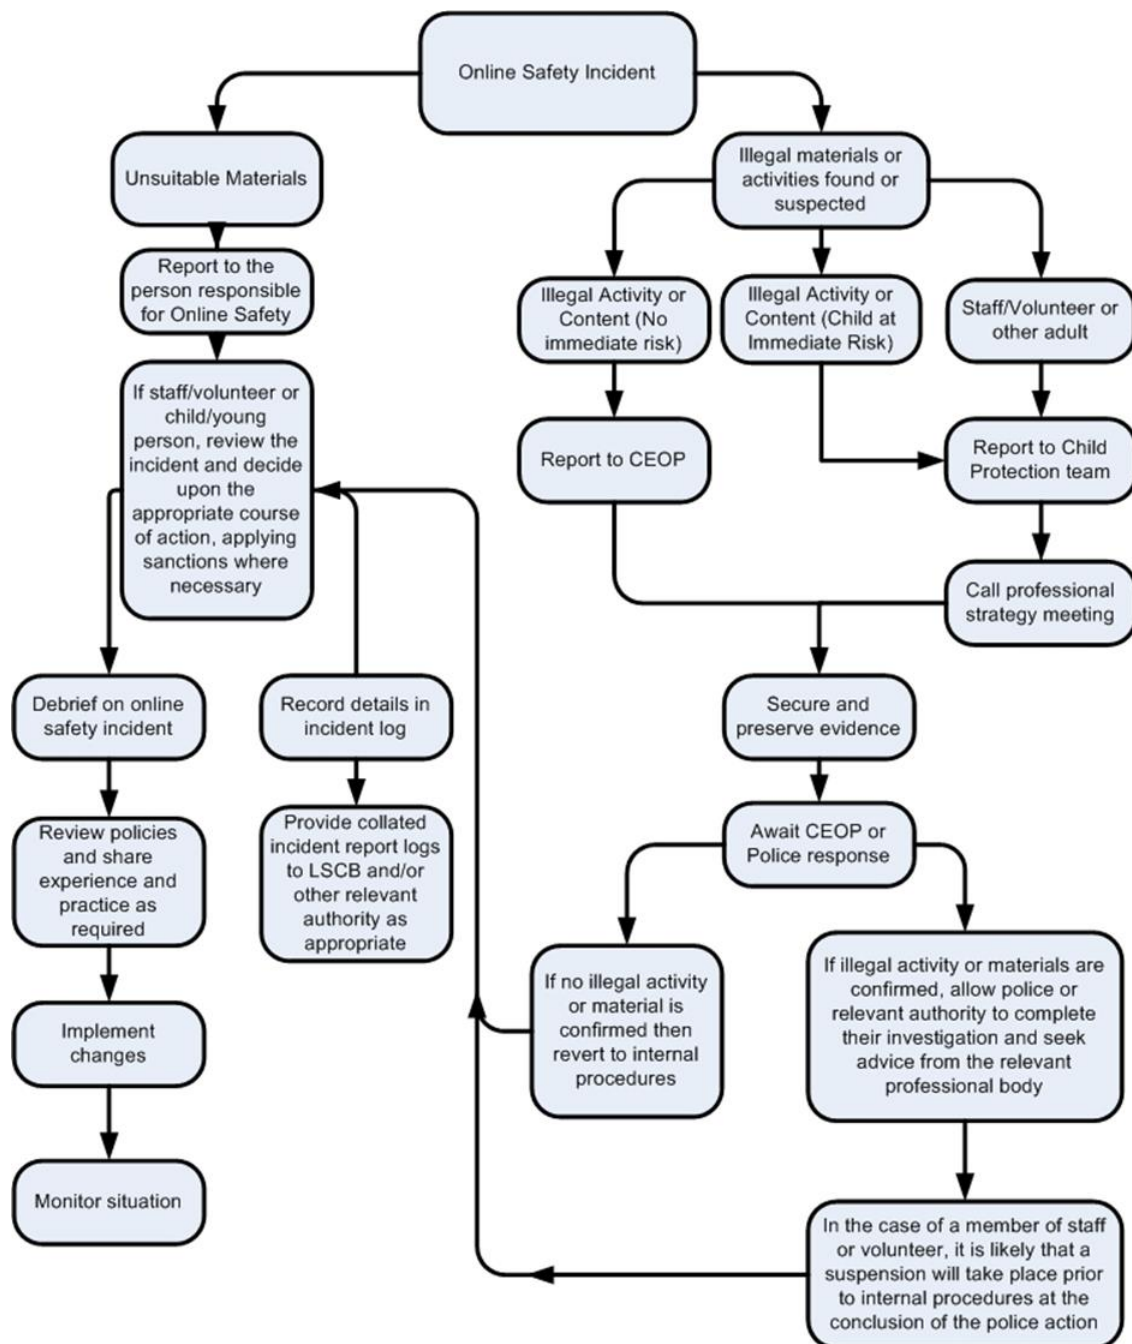 Online Safety Incident
Unsuitable Materials
Illegal materials or
activities found or
suspected
Report to the
person responsible
for Online Safety
Illegal Activity or
Content (No
immediate risk)
Illegal Activity or
Content (Child at
Immediate Risk)
Staff/Volunteer or
other adult
If staff/volunteer or
child/young
person, review the
incident and decide
upon the
appropriate course
of action, applying
sanctions where
necessary
Report to CEOP
Report to Child
Protection team
Call professional
strategy meeting
Debrief on online
safety incident
Record details in
incident log
Secure and
preserve evidence
Review policies
and share
experience and
practice as
required
Provide collated
incident report logs
to LSCB and/or
other relevant
authority as
appropriate
Await CEOP or
Police response
If no illegal activity
or material is
confirmed then
revert to internal
procedures
If illegal activity or materials are
confirmed, allow police or
relevant authority to complete
their investigation and seek
advice from the relevant
professional body
Implement
changes
Monitor situation
In the case of a member of staff
or volunteer, it is likely that a
suspension will take place prior
to internal procedures at the
conclusion of the police action